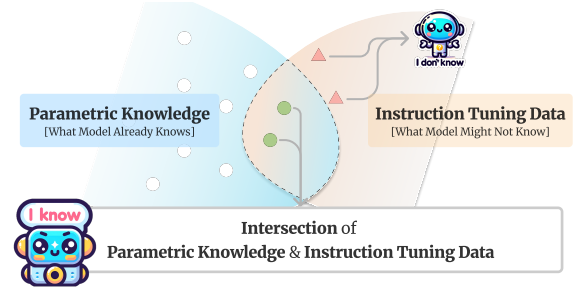 I don't know
Parametric Knowledge
[What Model Already Knows]
Instruction Tuning Data
[What Model Might Not Know]
I know
Intersection of
Parametric Knowledge & Instruction Tuning Data